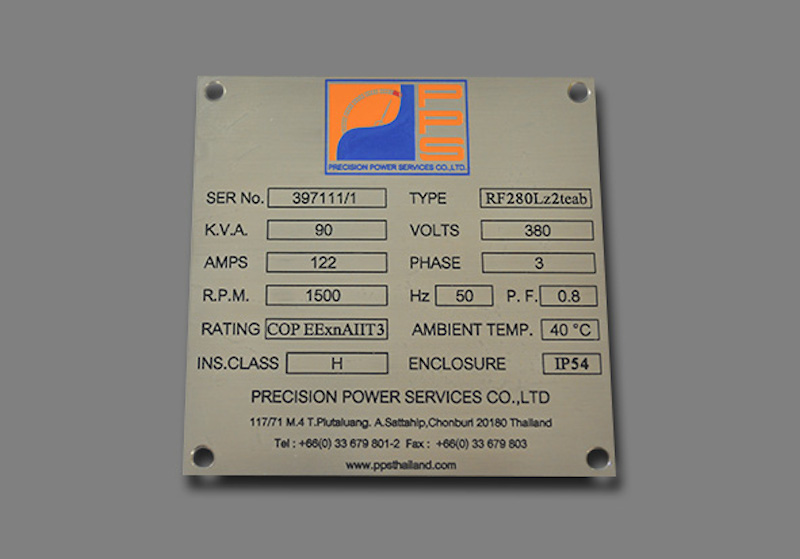 PPS
PRECISION POWER SERVICES CO.,LTD.
SER No. 397111/1 TYPE RF280Lz2teab
K.V.A. 90 VOLTS 380
AMPS 122 PHASE 3
R.P.M. 1500 Hz 50 P. F. 0.8
RATING COP EExnAIIT3 AMBIENT TEMP. 40 °C
INS.CLASS H ENCLOSURE IP54
PRECISION POWER SERVICES CO.,LTD
117/71 M.4 T.Plutaluang. A.Sattahip,Chonburi 20180 Thailand
Tel : +66(0) 33 679 801-2 Fax : +66(0) 33 679 803
www.ppsthailand.com